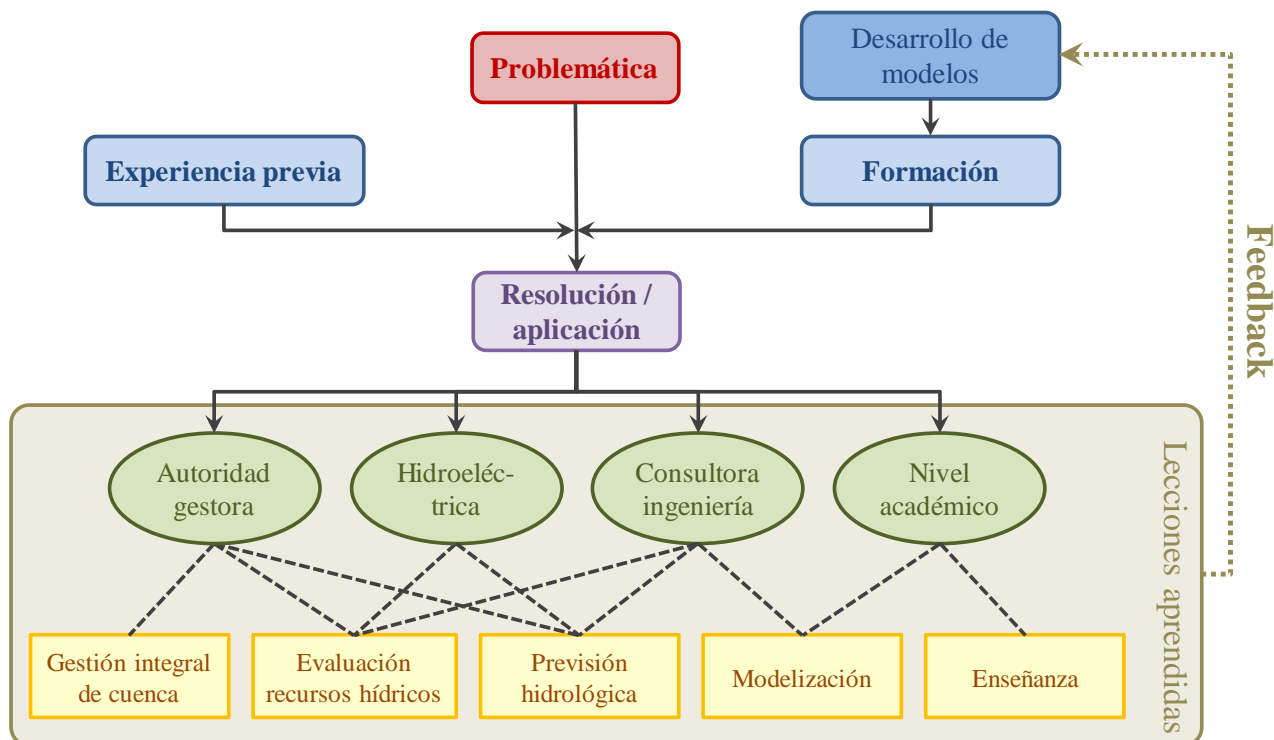 Problemática
Desarrollo de
modelos
Experiencia previa
Formación
Resolución /
aplicación
Feedback
Autoridad
gestora
Hidroeléc-
trica
Consultora
ingeniería
Nivel
académico
Lecciones aprendidas
Gestión integral
de cuenca
Evaluación
recursos hídricos
Previsión
hidrológica
Modelización
Enseñanza